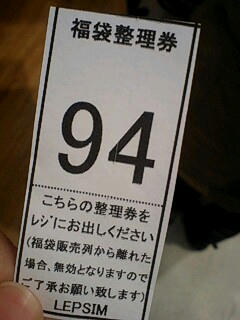 福袋整理券
94
こちらの整理券を
ﾚｼﾞにお出しください
(福袋販売列から離れた
場合、無効となりますので
ご了承お願い致します)
LEPSIM